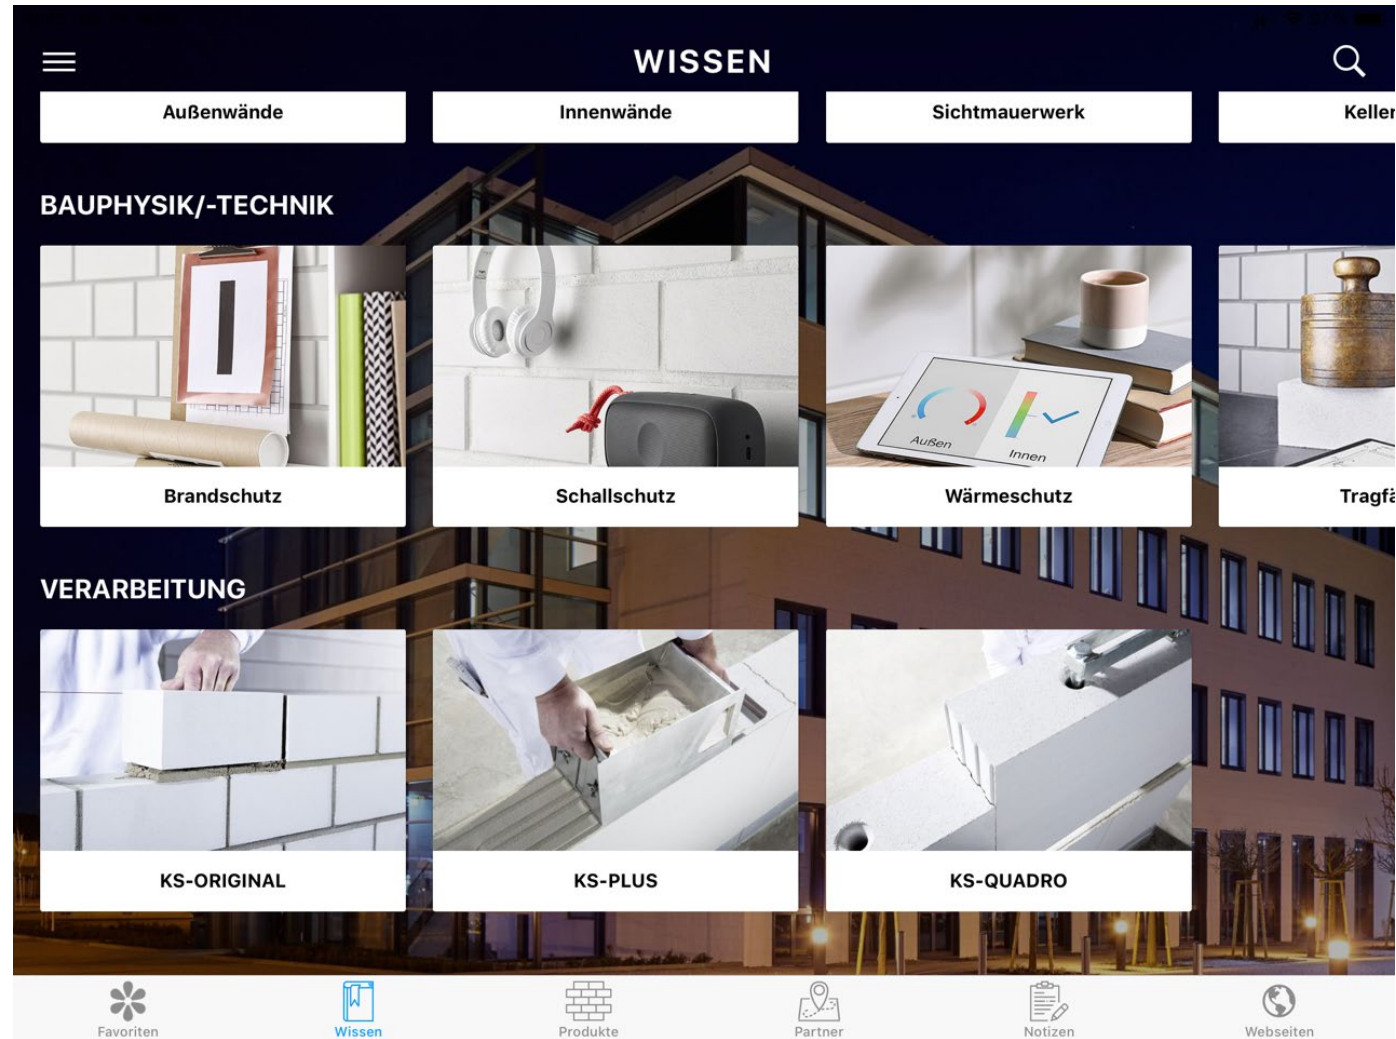 WISSEN
Außenwände
Innenwände
Sichtmauerwerk
Keller
BAUPHYSIK/-TECHNIK
Außen
Innen
Brandschutz
Schallschutz
Wärmeschutz
VERARBEITUNG
KS-ORIGINAL
KS-PLUS
KS-QUADRO
Favoriten
Wissen
Produkte
Partner
Notizen
Webseiten